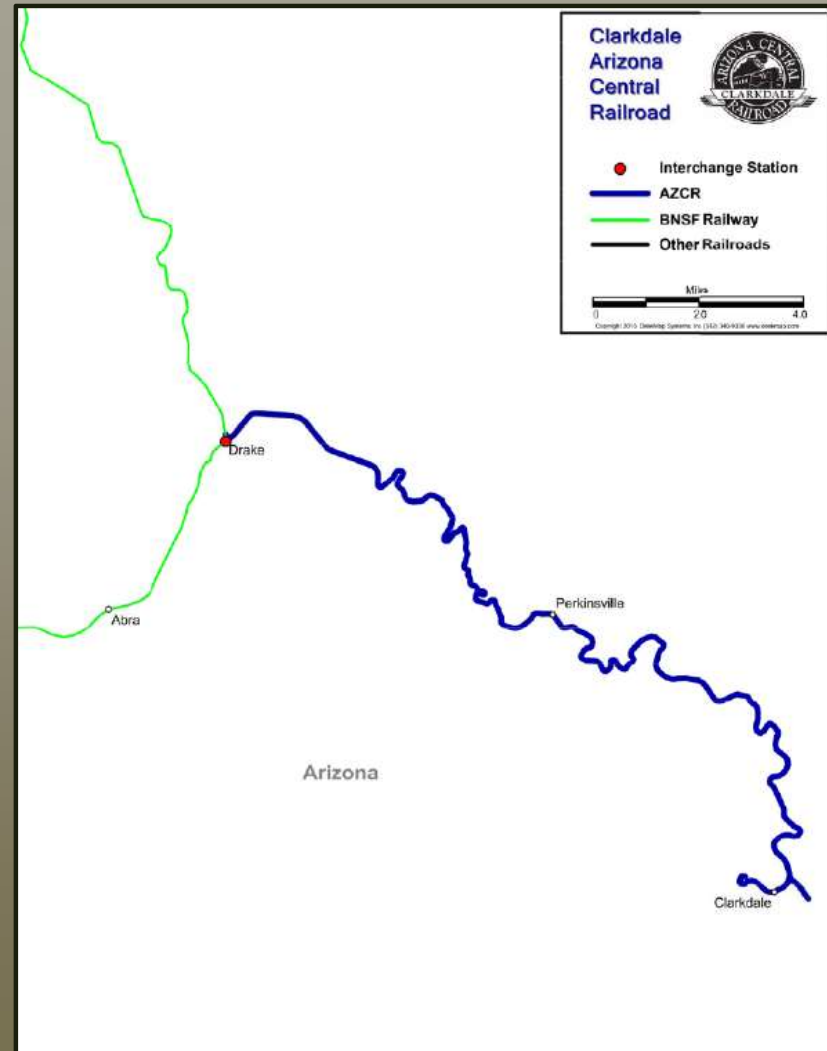 Clarkdale
Arizona
Central
Railroad
ARIZONA CENTRAL
CLARKDALE
RAILROAD
Interchange Station
AZCR
BNSF Railway
Other Railroads
Miles
0 2.0 4.0
Drake
Perkinsville
Abra
Arizona
Clarkdale